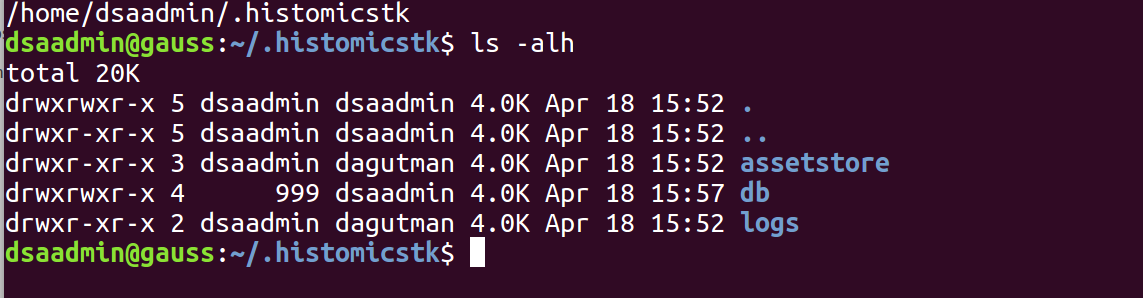 /home/dsaadmin/.histomicstk
dsaadmin@gauss:~/.histomicstk$ ls -alh
total 20K
drwxrwxr-x 5 dsaadmin dsaadmin 4.0K Apr 18 15:52 .
drwxr-xr-x 5 dsaadmin dsaadmin 4.0K Apr 18 15:52 ..
drwxr-xr-x 3 dsaadmin dagutman 4.0K Apr 18 15:52 assetstore
drwxrwxr-x 4      999 dsaadmin 4.0K Apr 18 15:57 db
drwxr-xr-x 2 dsaadmin dagutman 4.0K Apr 18 15:52 logs
dsaadmin@gauss:~/.histomicstk$